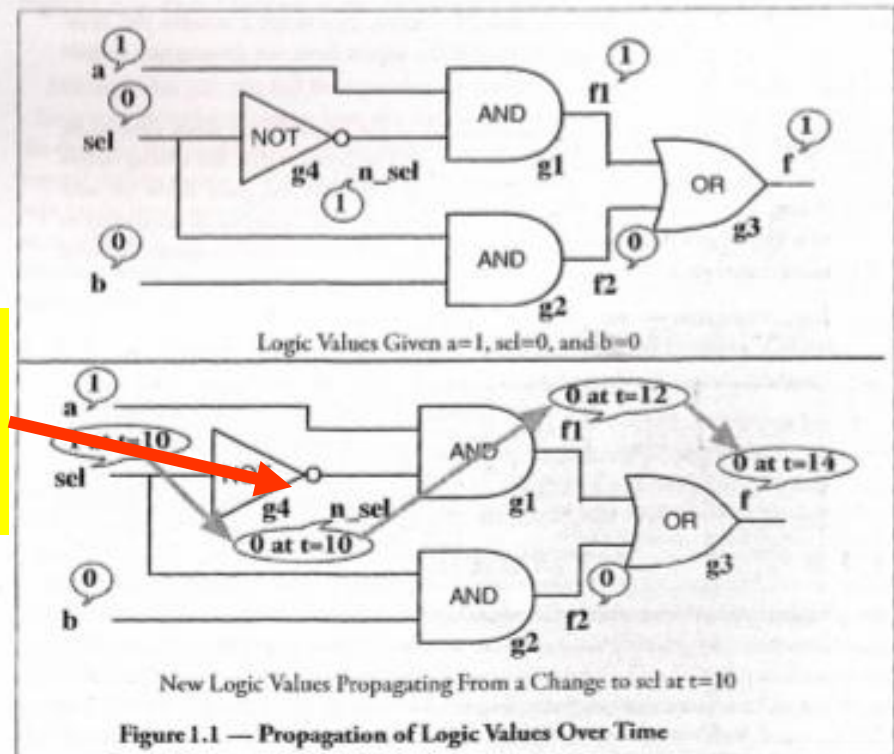 1
a
0
sel
NOT
g4
n_sel
1
AND
g1
f1
1
1
f
OR
g3
0
b
AND
g2
0
f2
Logic Values Given a=1, sel=0, and b=0
1
a
at t=10
sel
g4
n_sel
0 at t=10
AND
g1
f1
0 at t=12
0 at t=14
f
OR
g3
0
b
AND
g2
0
f2
New Logic Values Propagating From a Change to sel at t=10
Figure 1.1 — Propagation of Logic Values Over Time